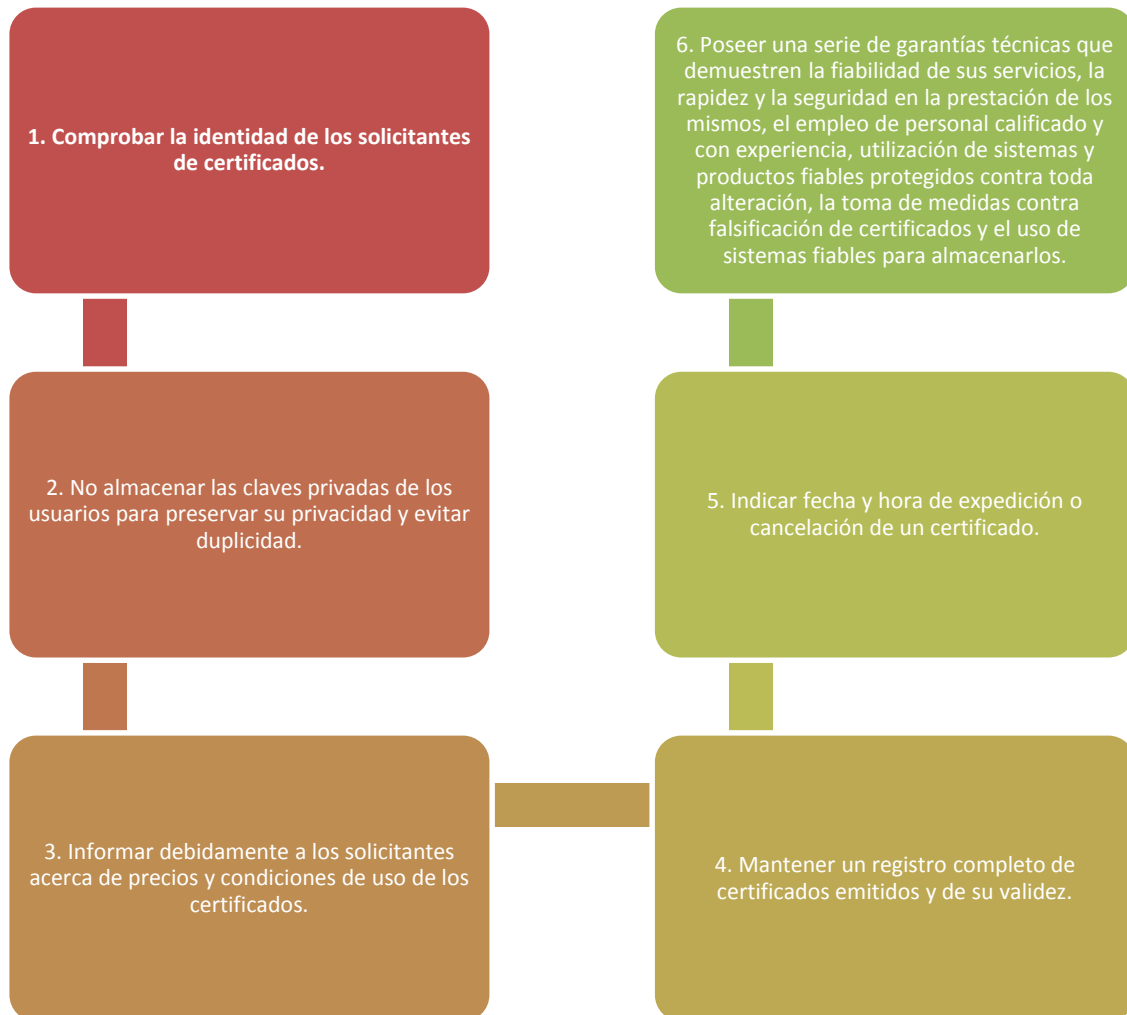 1. Comprobar la identidad de los solicitantes
de certificados.
2. No almacenar las claves privadas de los
usuarios para preservar su privacidad y evitar
duplicidad.
3. Informar debidamente a los solicitantes
acerca de precios y condiciones de uso de los
certificados.
4. Mantener un registro completo de
certificados emitidos y de su validez.
5. Indicar fecha y hora de expedición o
cancelación de un certificado.
6. Poseer una serie de garantías técnicas que
demuestren la fiabilidad de sus servicios, la
rapidez y la seguridad en la prestación de los
mismos, el empleo de personal calificado y
con experiencia, utilización de sistemas y
productos fiables protegidos contra toda
alteración, la toma de medidas contra
falsificación de certificados y el uso de
sistemas fiables para almacenarlos.